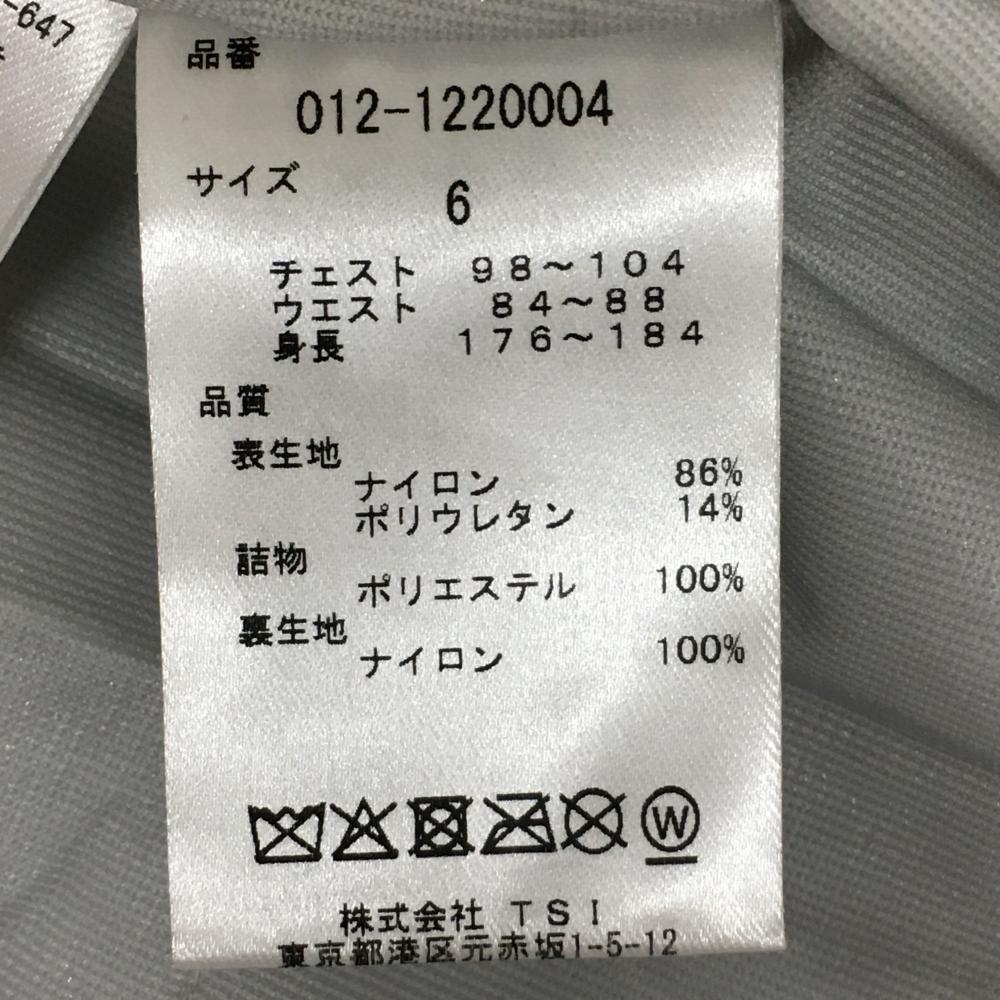 -647
品番
012-1220004
サイズ
6
チェスト 98～104
ウエスト 84～88
身長 176～184
品質
表生地
ナイロン 86%
ポリウレタン 14%
詰物
ポリエステル 100%
裏生地
ナイロン 100%
W
株式会社 TSI
東京都港区元赤坂1-5-12